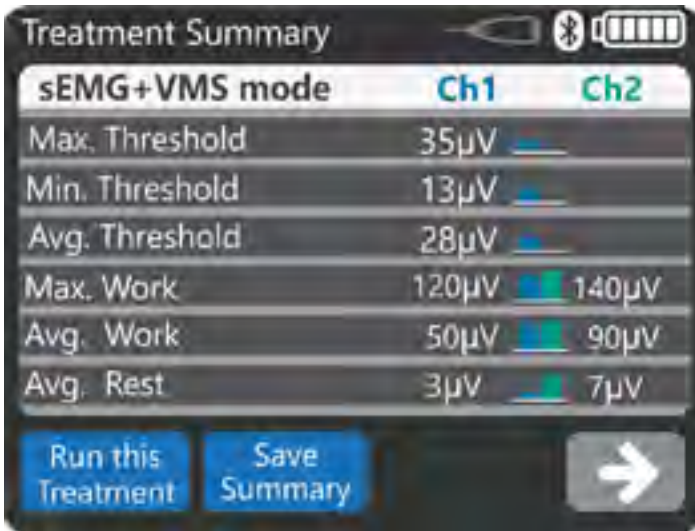 Treatment Summary
sEMG+VMS mode Ch1 Ch2
Max. Threshold 35µV
Min. Threshold 13µV
Avg. Threshold 28µV
Max. Work 120µV 140µV
Avg. Work 50µV 90µV
Avg. Rest 3µV 7µV
Run this
Treatment
Save
Summary